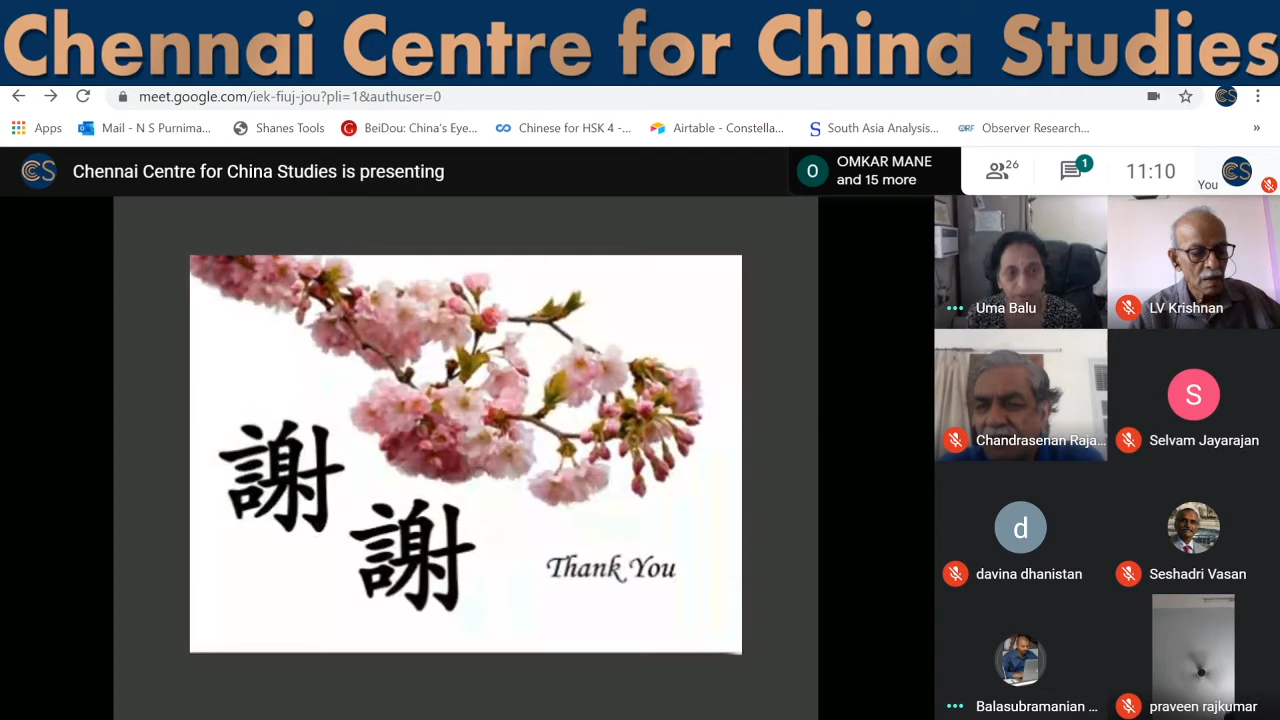 Chennai Centre for China Studies
meet.google.com/iek-fiuj-jou?pli=1&authuser=0
Apps
Mail - N S Purnima...
Shanes Tools
BeiDou: China's Eye...
Chinese for HSK 4 -...
Airtable - Constella...
South Asia Analysis...
ORF
Observer Research...
»
CCS
Chennai Centre for China Studies is presenting
O
OMKAR MANE
and 15 more
26
1
11:10
You
謝
謝
Thank You
Uma Balu
LV Krishnan
Chandrasenan Raja...
S
Selvam Jayarajan
d
davina dhanistan
Seshadri Vasan
Balasubramanian ...
praveen rajkumar